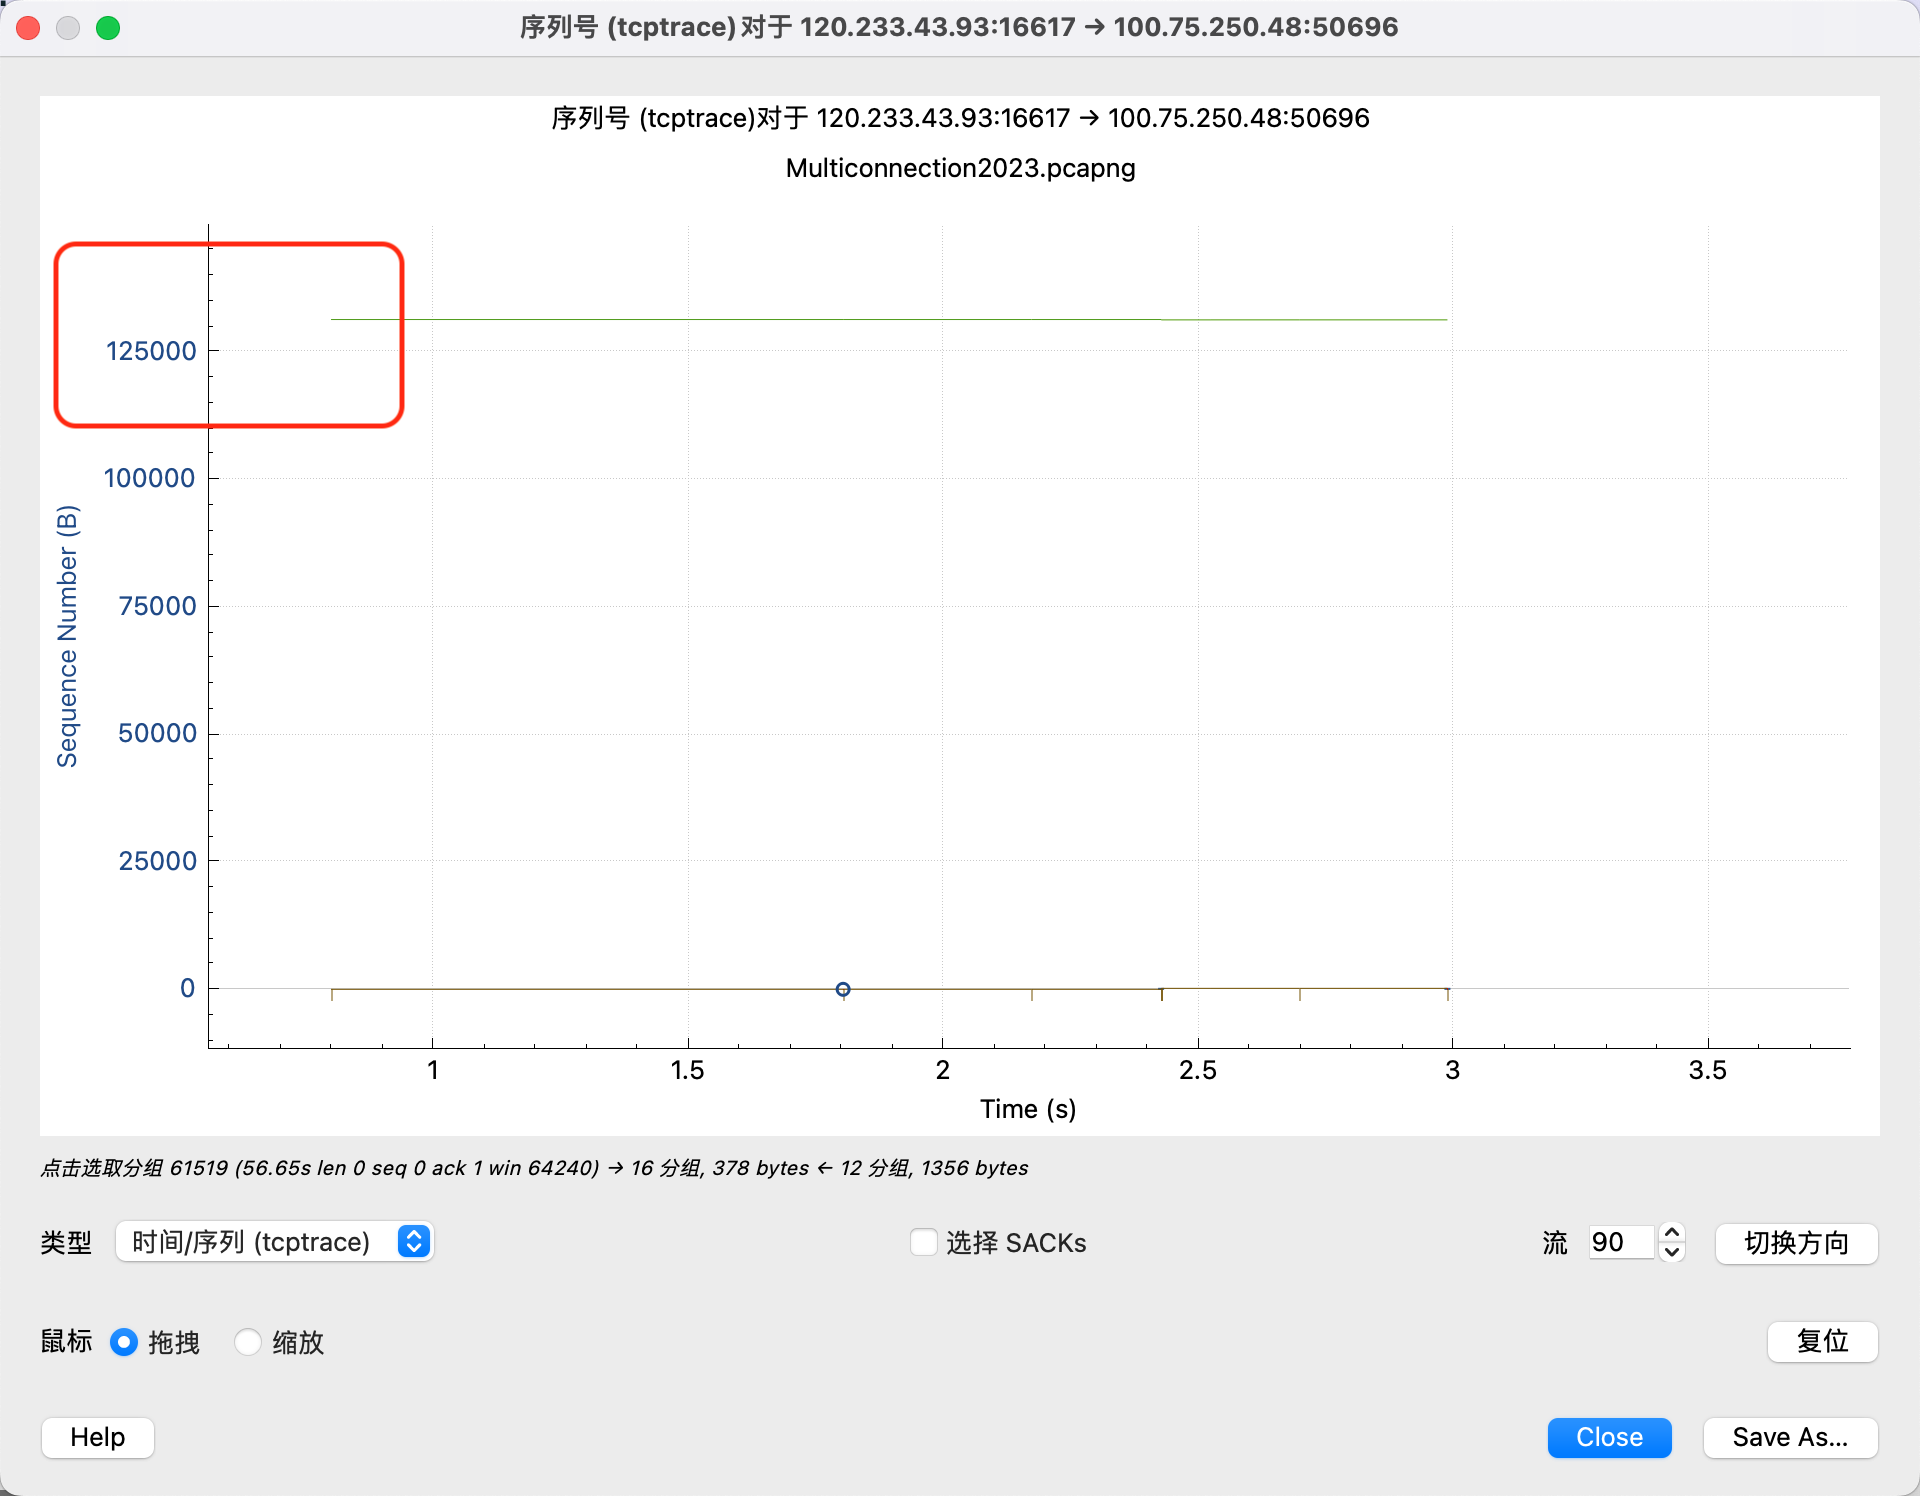 序列号 (tcptrace)对于 120.233.43.93:16617 → 100.75.250.48:50696
序列号 (tcptrace)对于 120.233.43.93:16617 → 100.75.250.48:50696
Multiconnection2023.pcapng
125000
100000
75000
50000
25000
0
Sequence Number (B)
1 1.5 2 2.5 3 3.5
Time (s)
点击选取分组 61519 (56.65s len 0 seq 0 ack 1 win 64240) → 16 分组, 378 bytes ← 12 分组, 1356 bytes
类型 时间/序列 (tcptrace) 选择 SACKs 流 90 切换方向
鼠标 拖拽 缩放 复位
Help Close Save As...